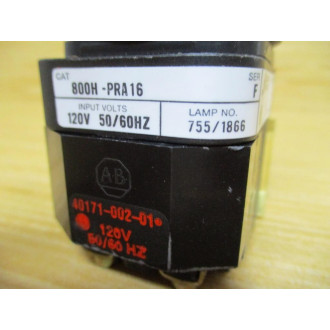 CAT
SER
800H-PRA16
F
INPUT VOLTS
LAMP NO.
120V 50/60HZ
755/1866
A-B
40171-002-01
120V
50/60 HZ